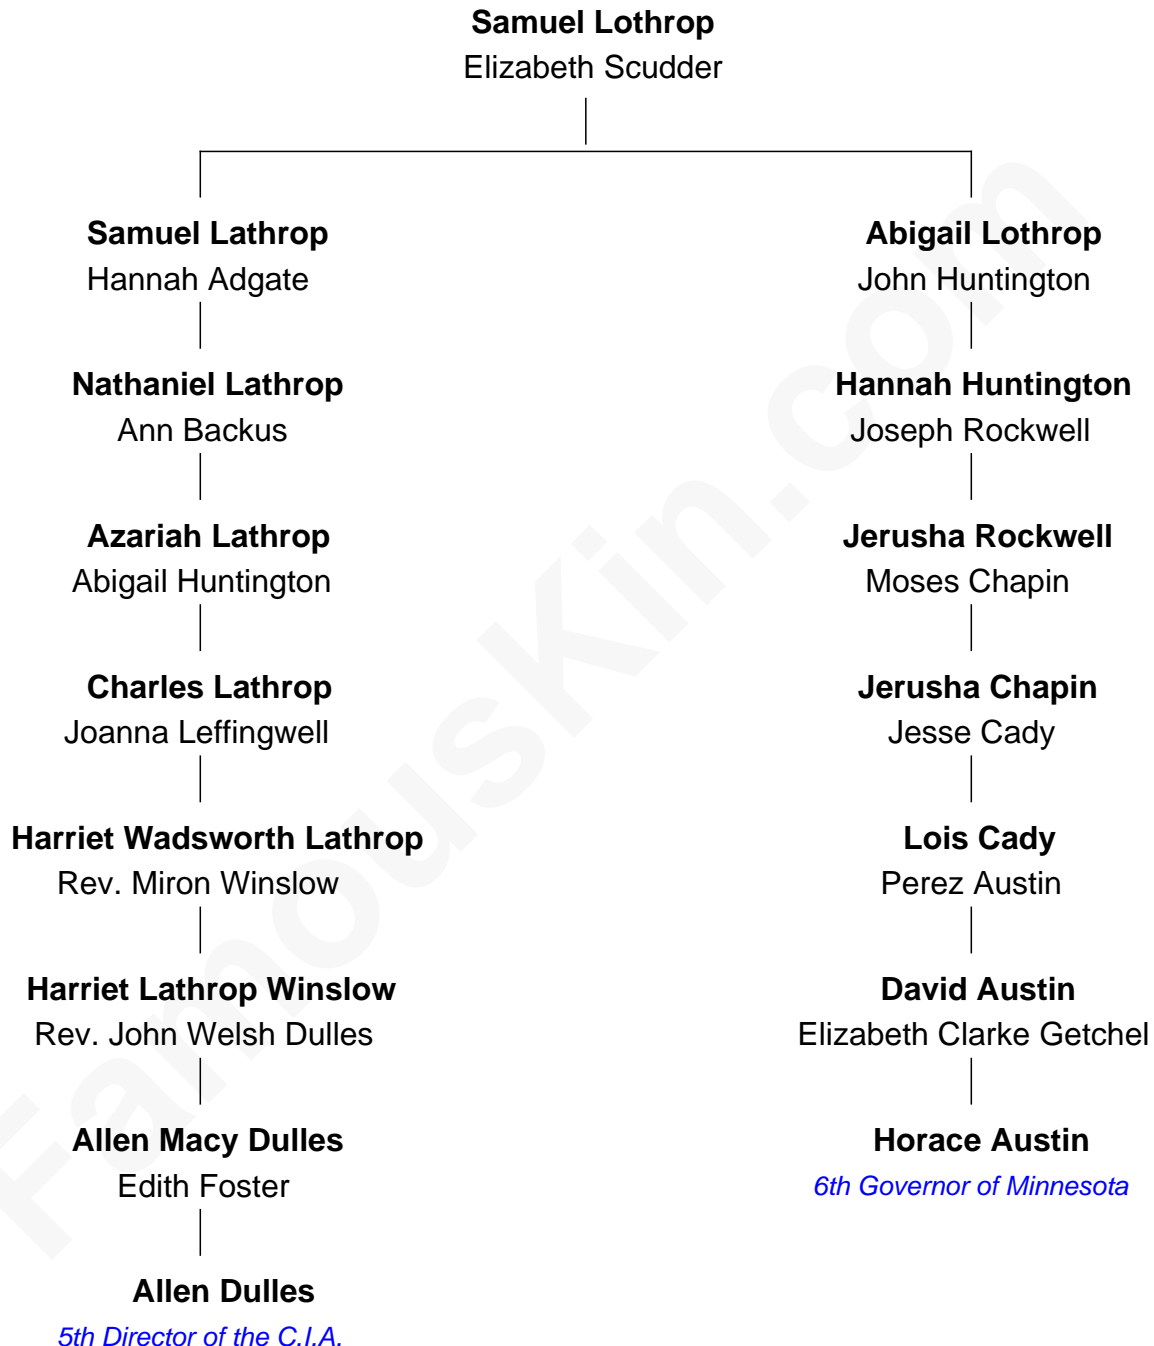 Samuel Lothrop
Elizabeth Scudder
Samuel Lathrop
Hannah Adgate
Abigail Lothrop
John Huntington
Nathaniel Lathrop
Ann Backus
Hannah Huntington
Joseph Rockwell
Azariah Lathrop
Abigail Huntington
Jerusha Rockwell
Moses Chapin
Charles Lathrop
Joanna Leffingwell
Jerusha Chapin
Jesse Cady
Harriet Wadsworth Lathrop
Rev. Miron Winslow
Lois Cady
Perez Austin
Harriet Lathrop Winslow
Rev. John Welsh Dulles
David Austin
Elizabeth Clarke Getchel
Allen Macy Dulles
Edith Foster
Horace Austin
6th Governor of Minnesota
Allen Dulles
5th Director of the C.I.A.
FamousKin.com